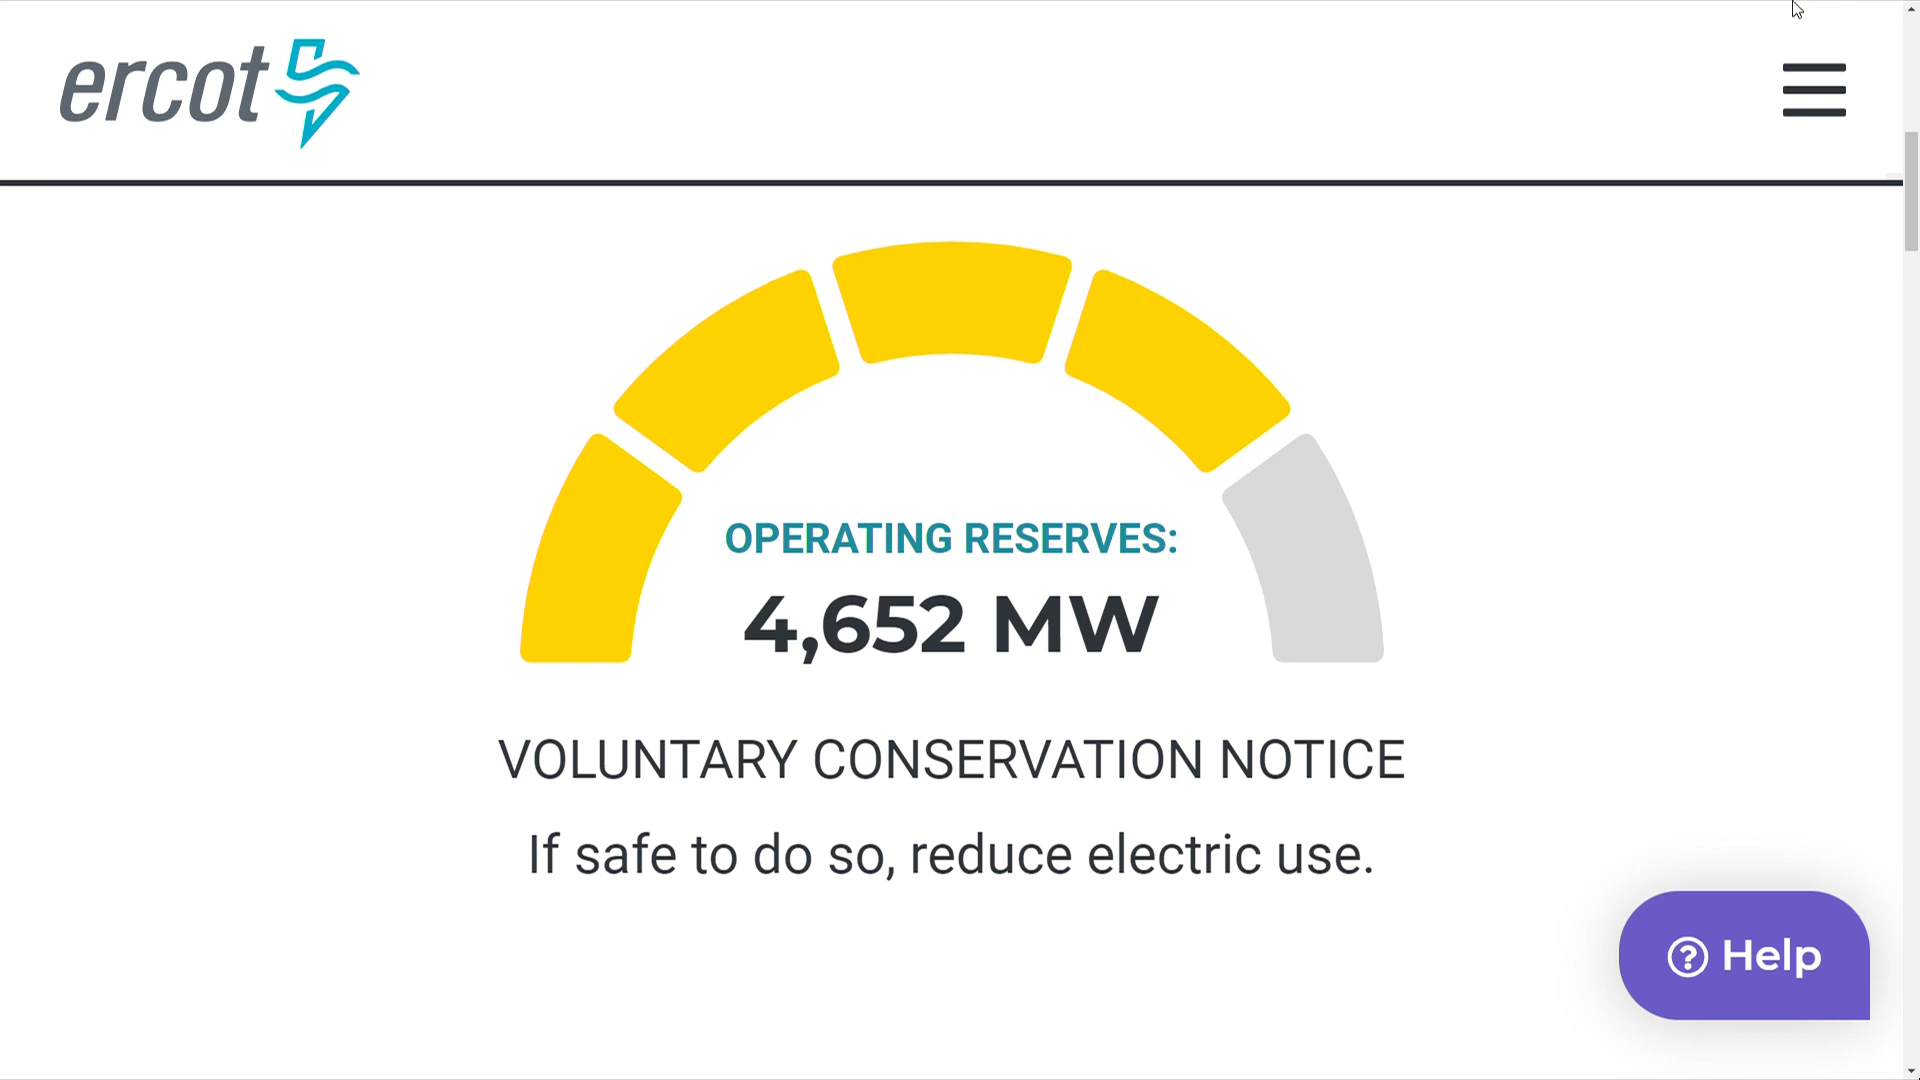 ercot
OPERATING RESERVES:
4,652 MW
VOLUNTARY CONSERVATION NOTICE
If safe to do so, reduce electric use.
? Help